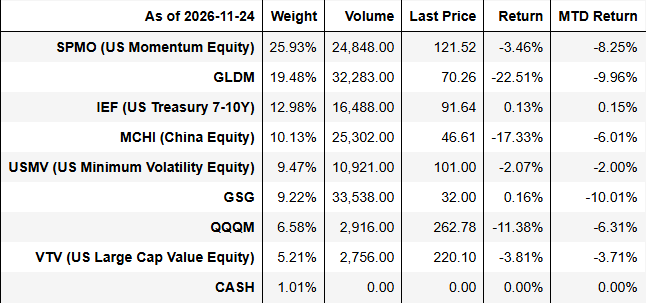 As of 2026-11-24 Weight Volume Last Price Return MTD Return
SPMO (US Momentum Equity) 25.93% 24,848.00 121.52 -3.46% -8.25%
GLDM 19.48% 32,283.00 70.26 -22.51% -9.96%
IEF (US Treasury 7-10Y) 12.98% 16,488.00 91.64 0.13% 0.15%
MCHI (China Equity) 10.13% 25,302.00 46.61 -17.33% -6.01%
USMV (US Minimum Volatility Equity) 9.47% 10,921.00 101.00 -2.07% -2.00%
GSG 9.22% 33,538.00 32.00 0.16% -10.01%
QQQM 6.58% 2,916.00 262.78 -11.38% -6.31%
VTV (US Large Cap Value Equity) 5.21% 2,756.00 220.10 -3.81% -3.71%
CASH 1.01% 0.00 0.00 0.00% 0.00%